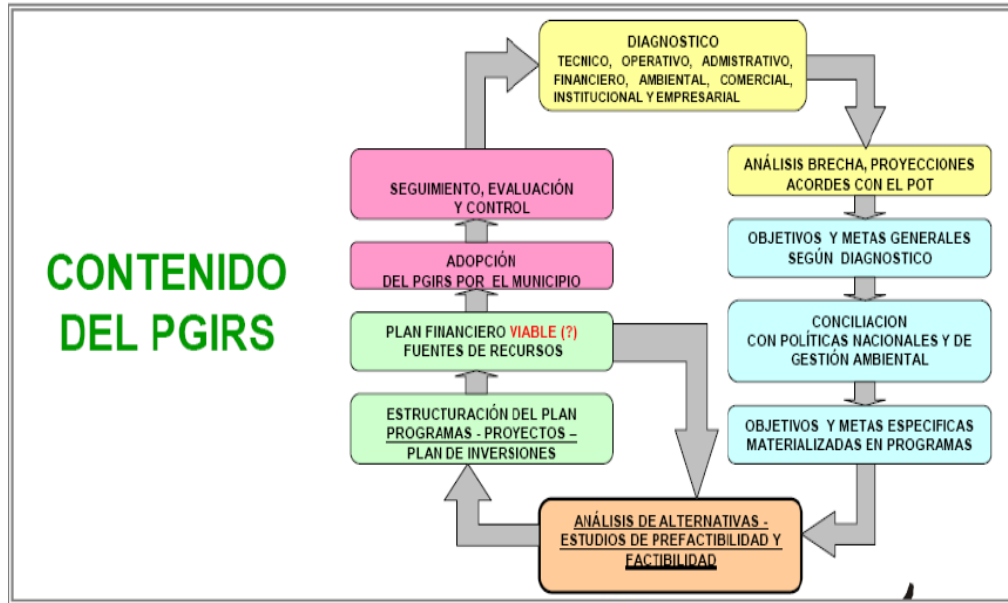 CONTENIDO
DEL PGIRS
DIAGNOSTICO
TECNICO, OPERATIVO, ADMISTRATIVO,
FINANCIERO, AMBIENTAL, COMERCIAL,
INSTITUCIONAL Y EMPRESARIAL
ANÁLISIS BRECHA, PROYECCIONES
ACORDES CON EL POT
OBJETIVOS Y METAS GENERALES
SEGÚN DIAGNOSTICO
CONCILIACION
CON POLÍTICAS NACIONALES Y DE
GESTIÓN AMBIENTAL
OBJETIVOS Y METAS ESPECIFICAS
MATERIALIZADAS EN PROGRAMAS
ANÁLISIS DE ALTERNATIVAS -
ESTUDIOS DE PREFACTIBILIDAD Y
FACTIBILIDAD
ESTRUCTURACIÓN DEL PLAN
PROGRAMAS - PROYECTOS –
PLAN DE INVERSIONES
PLAN FINANCIERO VIABLE (?)
FUENTES DE RECURSOS
ADOPCIÓN
DEL PGIRS POR EL MUNICIPIO
SEGUIMIENTO, EVALUACIÓN
Y CONTROL